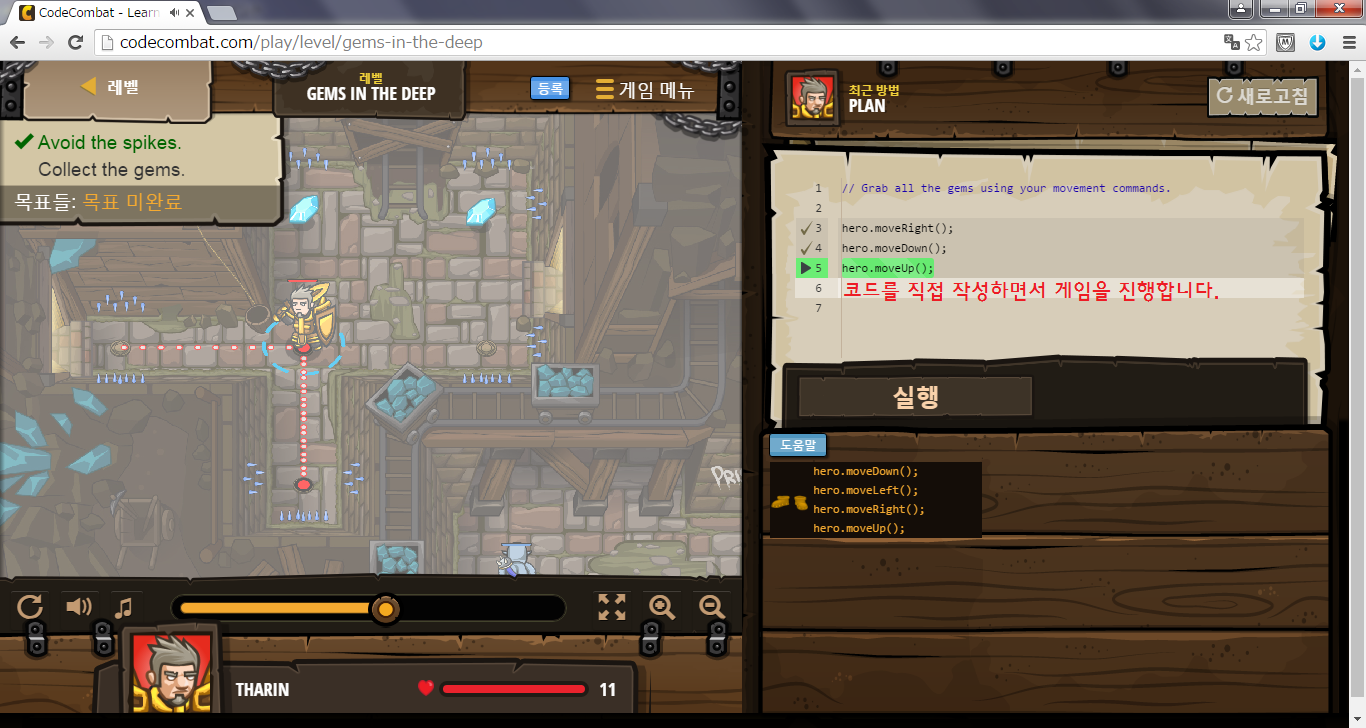 CodeCombat - Learn
codecombat.com/play/level/gems-in-the-deep
레벨
레벨
GEMS IN THE DEEP
등록
게임 메뉴
Avoid the spikes.
Collect the gems.
목표들: 목표 미완료
THARIN
11
최근 방법
PLAN
새로고침
1 // Grab all the gems using your movement commands.
2
3 hero.moveRight();
4 hero.moveDown();
5 hero.moveUp();
6 코드를 직접 작성하면서 게임을 진행합니다.
7
실행
도움말
hero.moveDown();
hero.moveLeft();
hero.moveRight();
hero.moveUp();